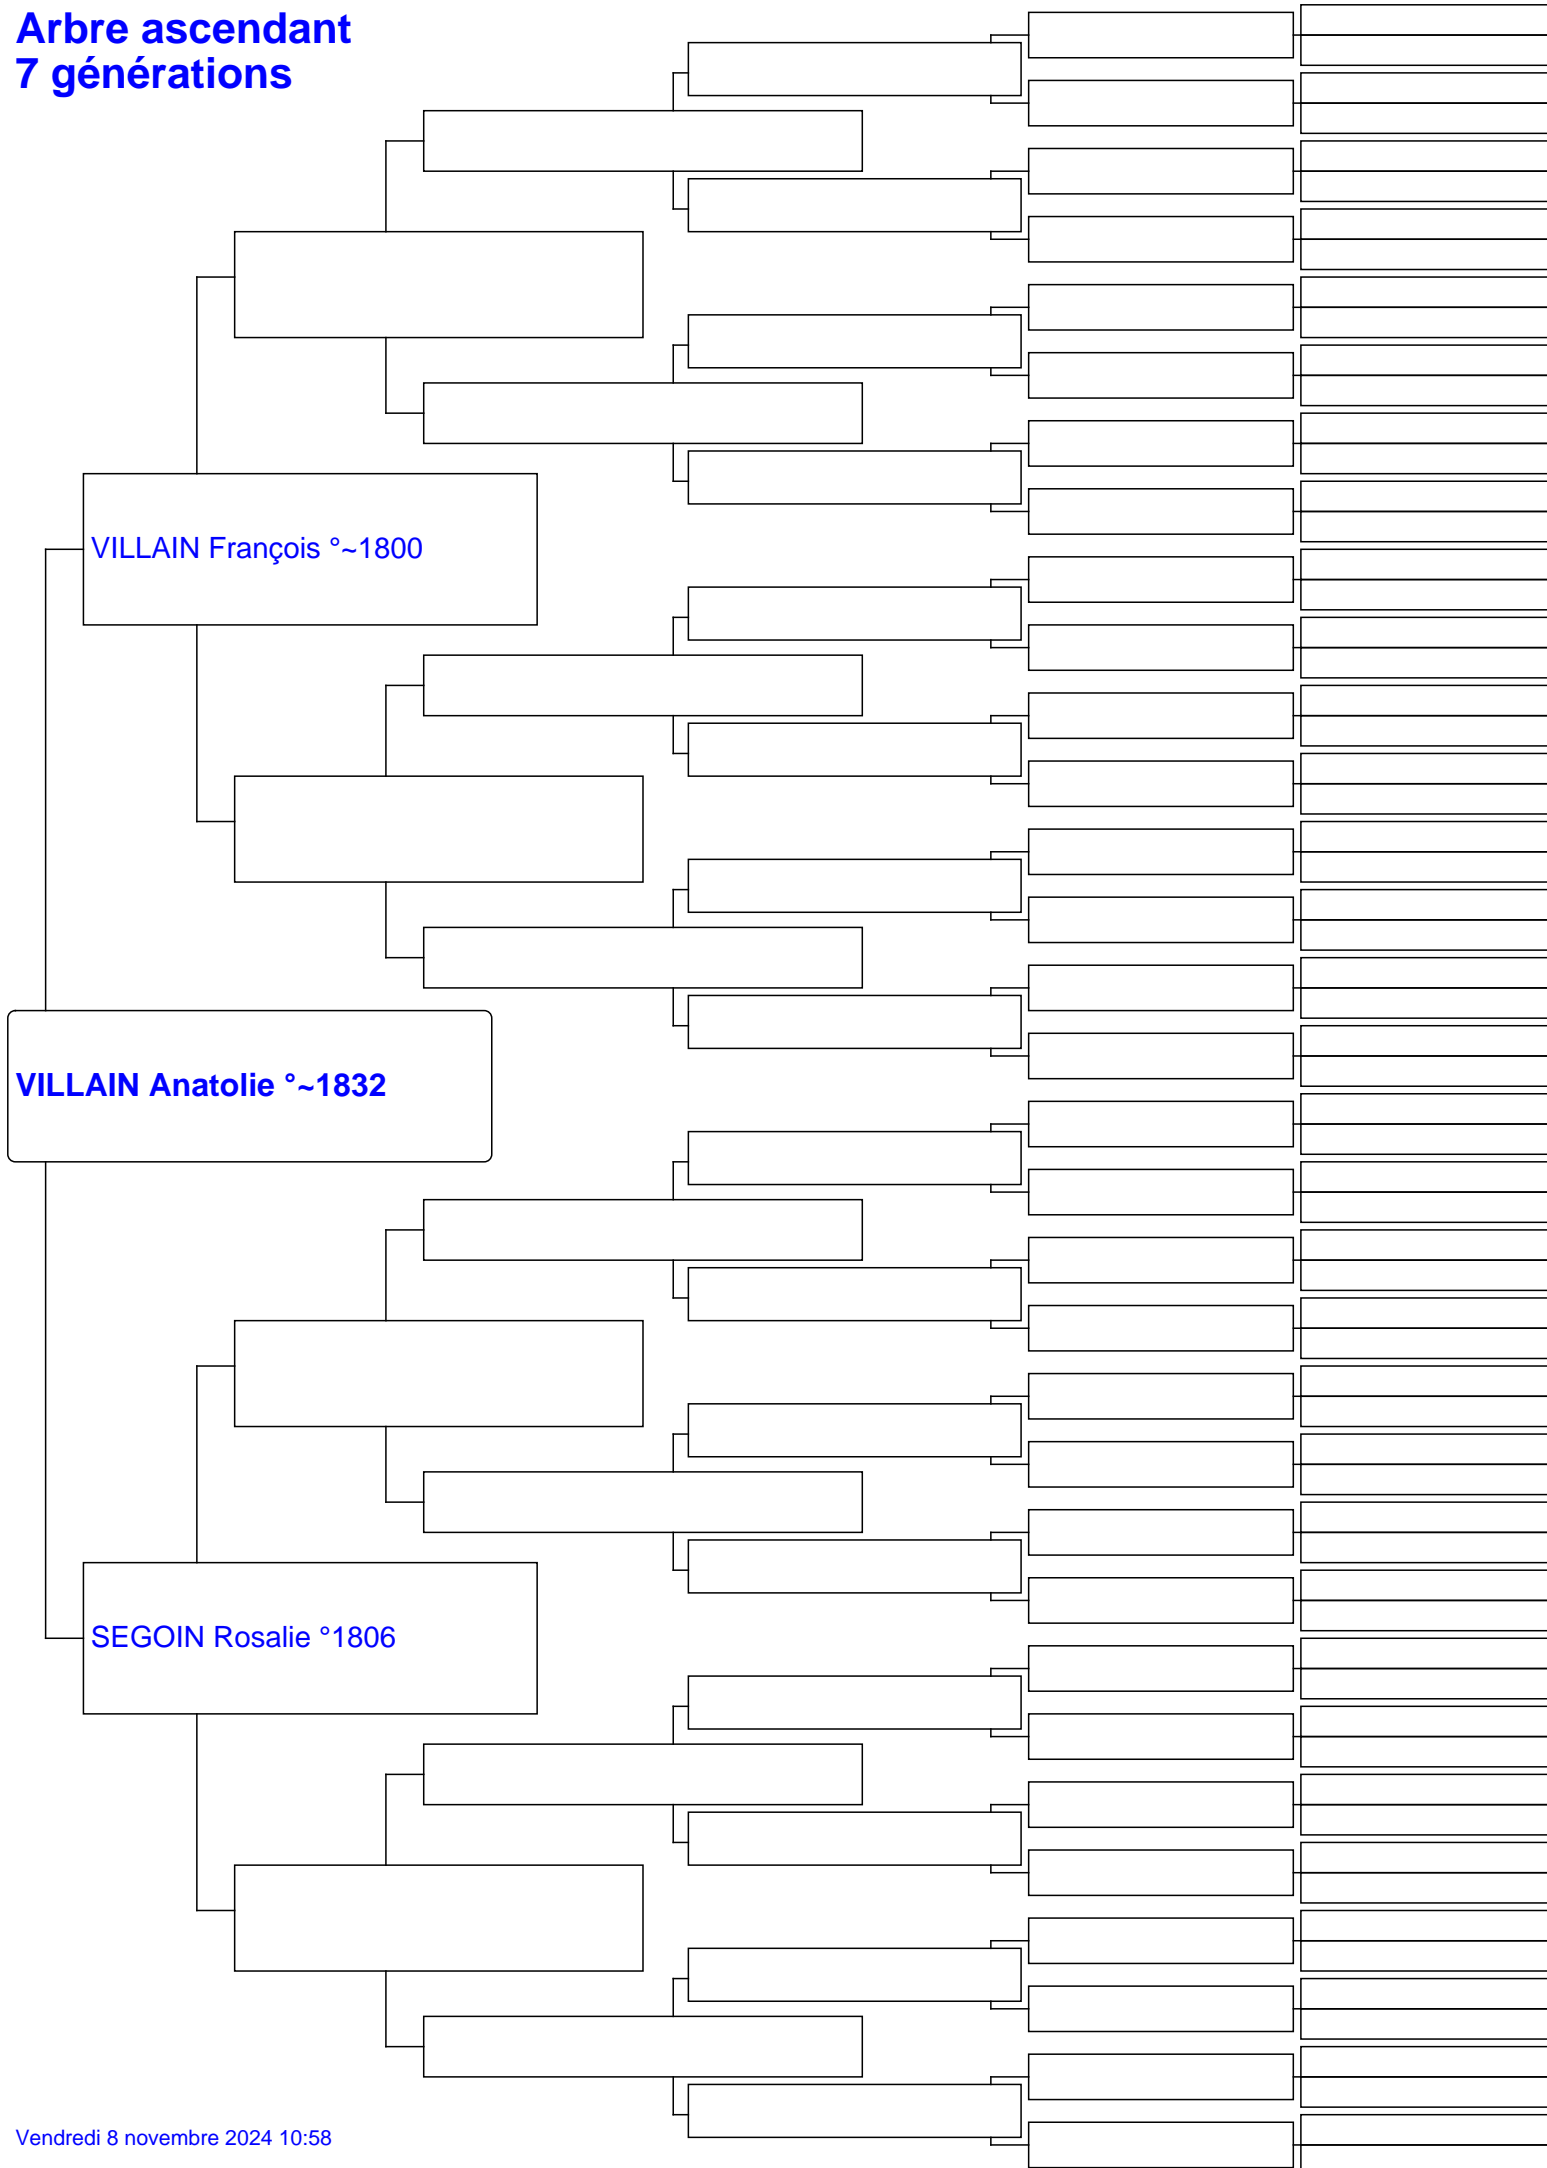 Arbre ascendant
7 générations
VILLAIN François °~1800
VILLAIN Anatolie °~1832
SEGOIN Rosalie °1806
Vendredi 8 novembre 2024 10:58